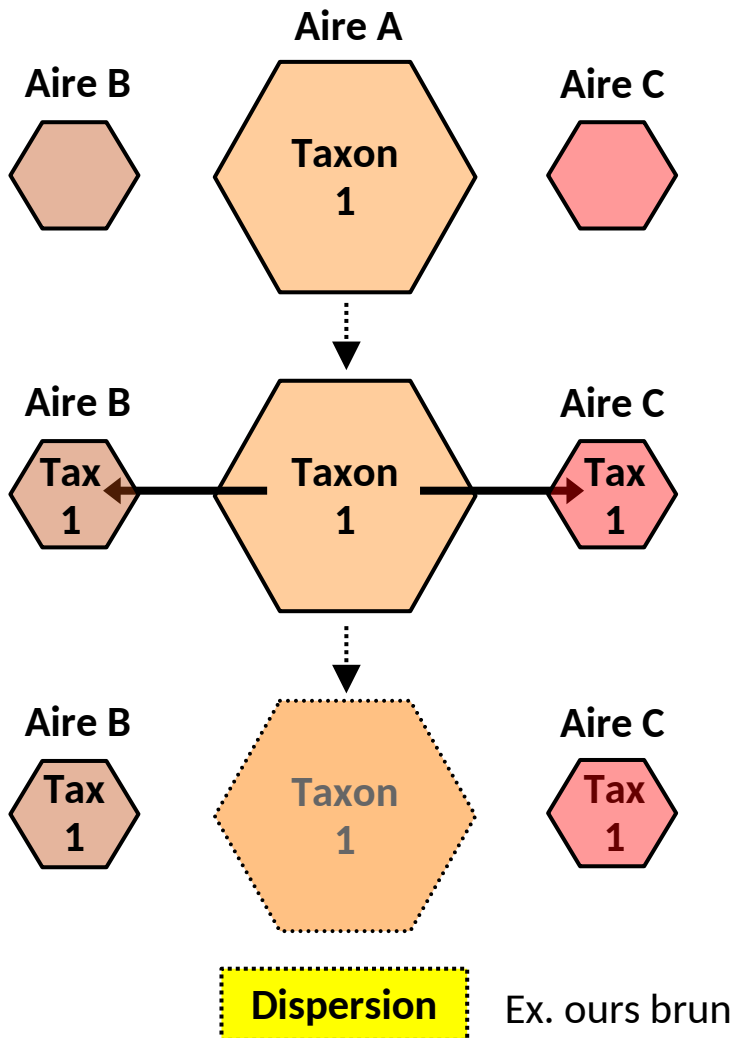 Aire A
Aire B
Aire C
Taxon
1
Aire B
Aire C
Tax
1
Taxon
1
Tax
1
Aire B
Aire C
Tax
1
Taxon
1
Tax
1
Dispersion
Ex. ours brun